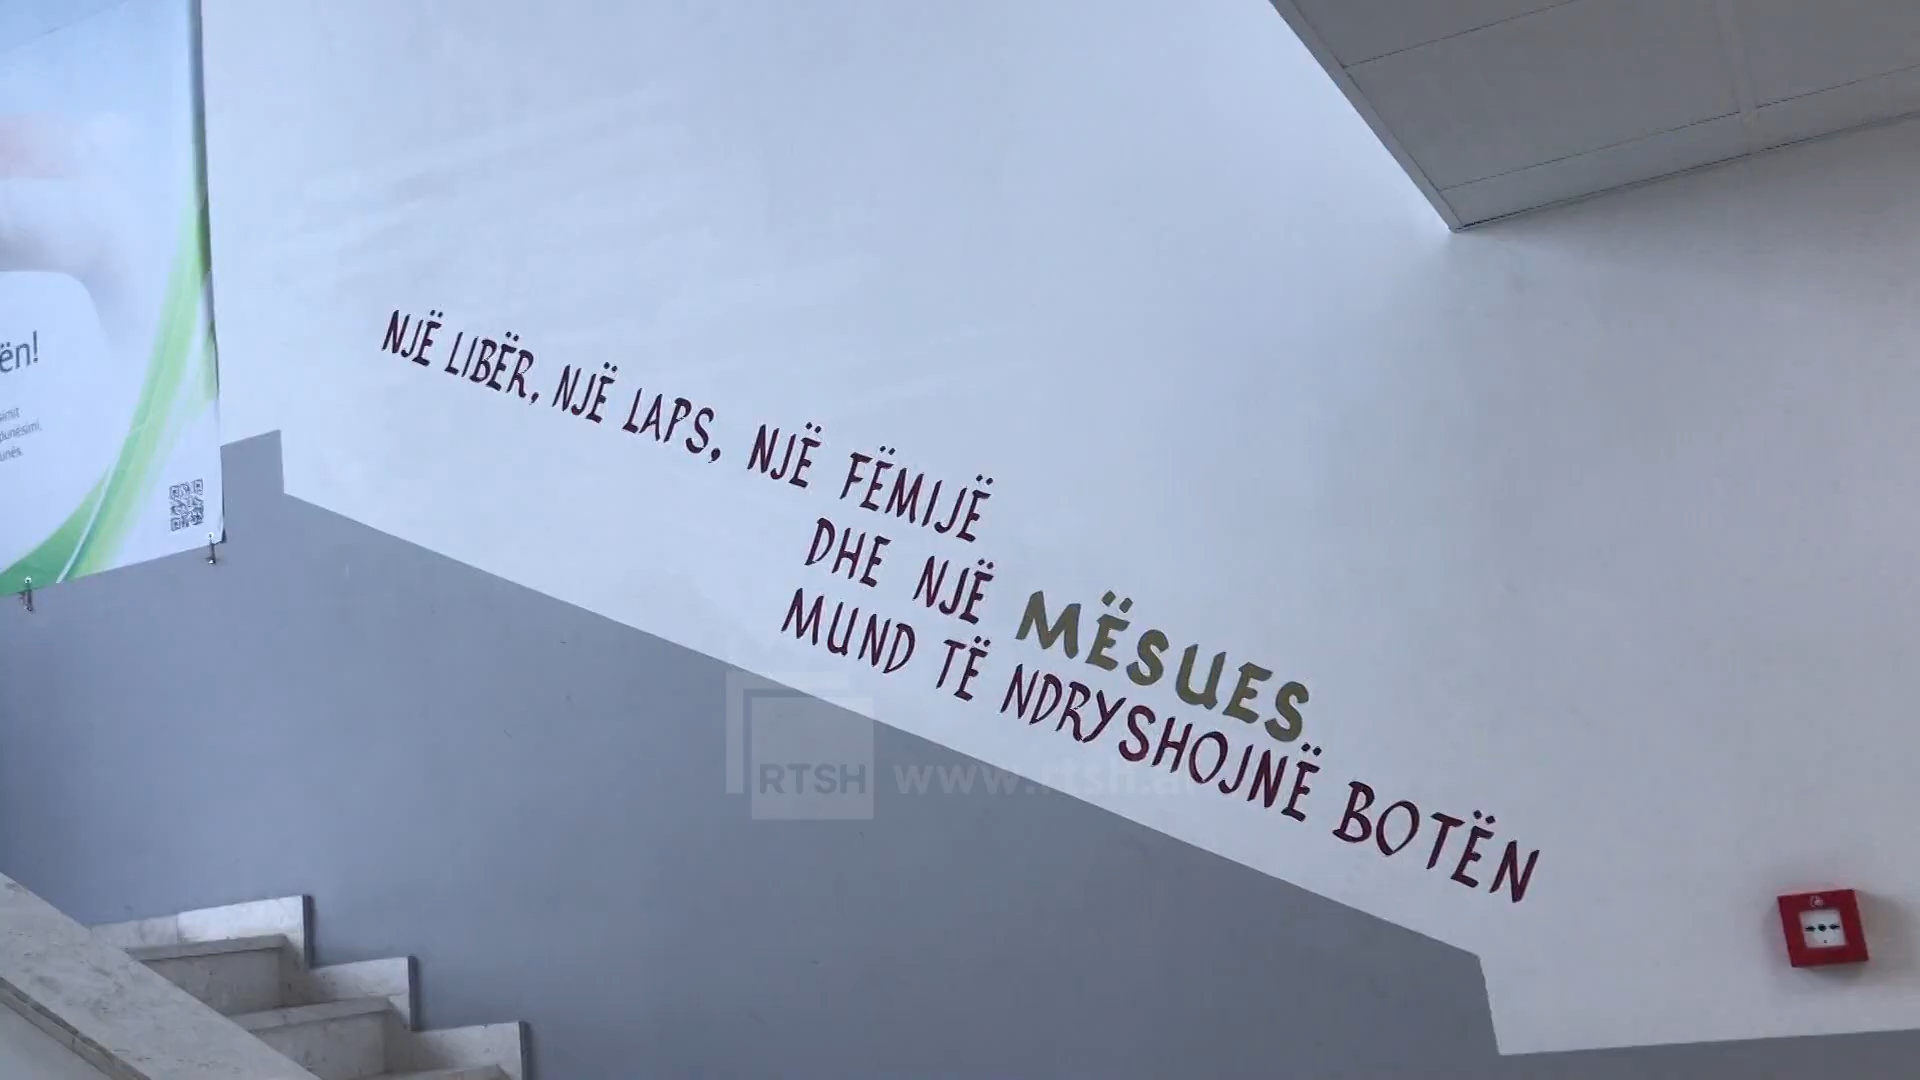 NJË LIBËR, NJË LAPS, NJË FËMIJË
DHE NJË MËSUES
MUND TË NDRYSHOJNË BOTËN
ën!
RTSH www.rtsh.al